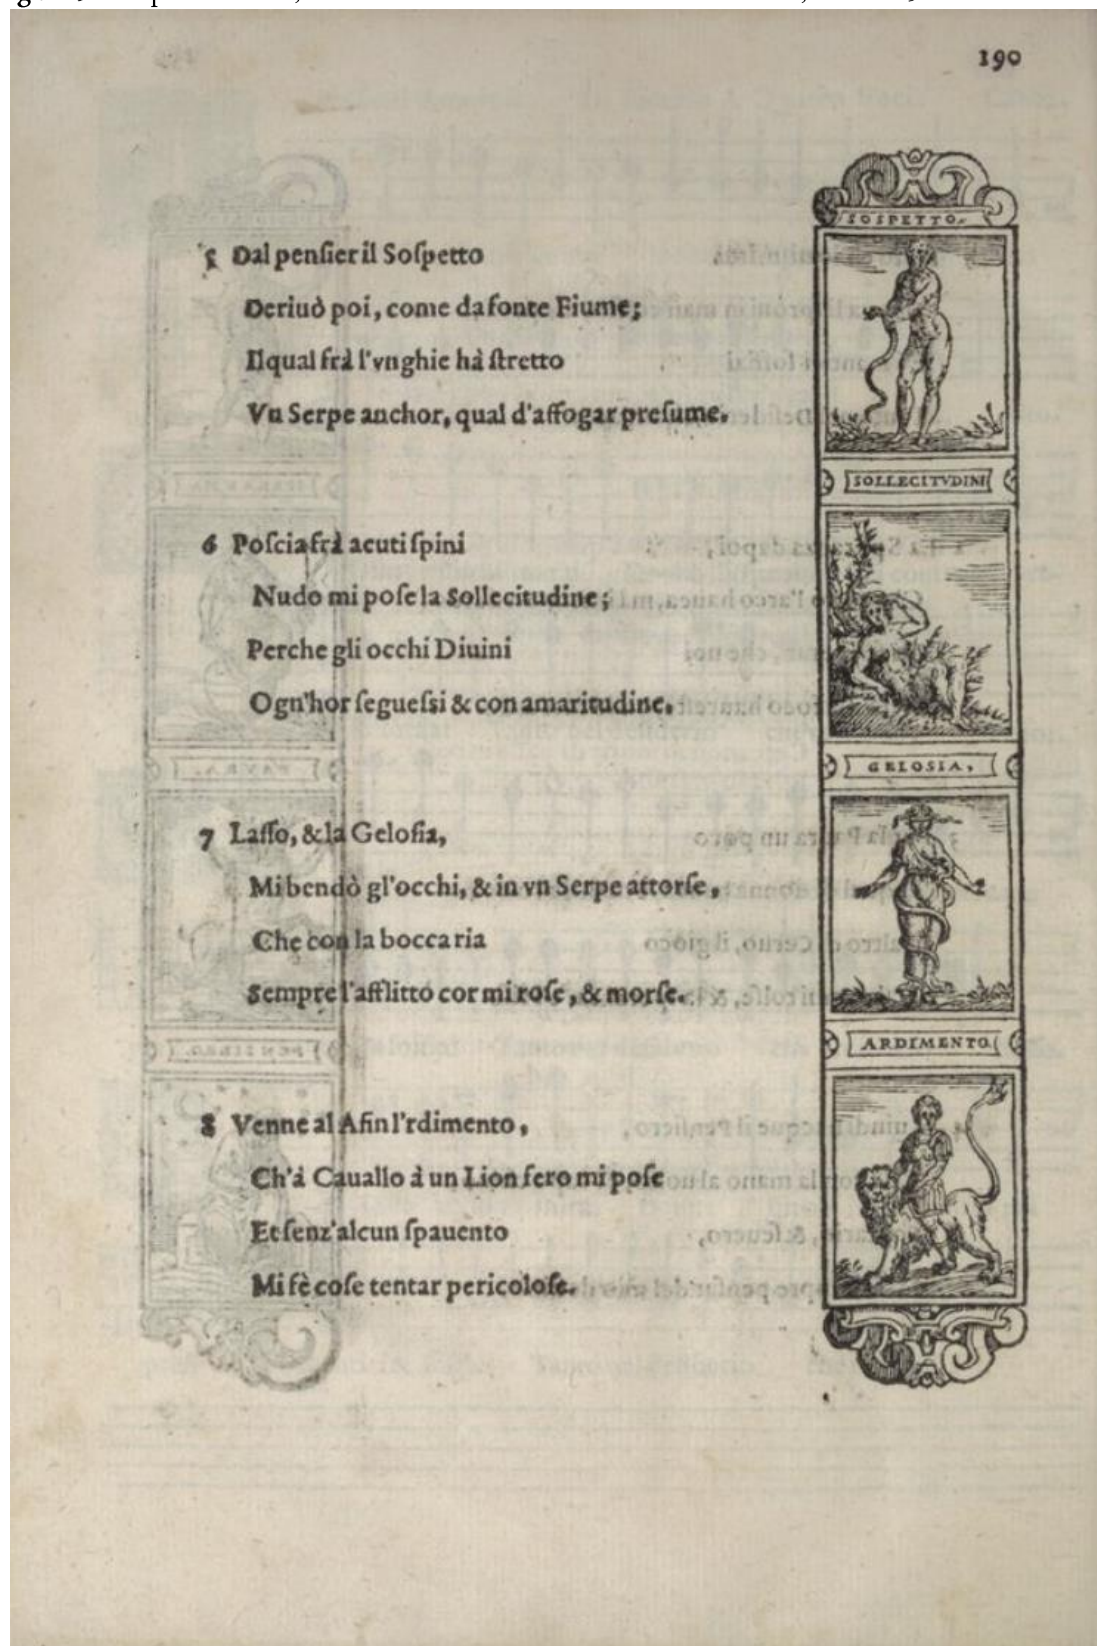 190
SOSPETTO.
5 Dal pensier il Sospetto
Deriuò poi, come da fonte Fiume;
Ilqual frà l'vnghie hà stretto
Vn Serpe anchor, qual d'affogar presume.
SOLLECITVDINI
6 Poscia frà acuti spini
Nudo mi pose la Sollecitudine;
Perche gli occhi Diuini
Ogn'hor seguessi & con amaritudine.
GELOSIA,
7 Lasso, & la Gelosia,
Mi bendò gl'occhi, & in vn Serpe attorse,
Che con la bocca ria
Sempre l'afflitto cor mi rose, & morse.
ARDIMENTO
8 Venne al Afin l'rdimento,
Ch'à Cauallo à un Lion fero mi pose
Et senz'alcun spauento
Mi fè cose tentar pericolose.